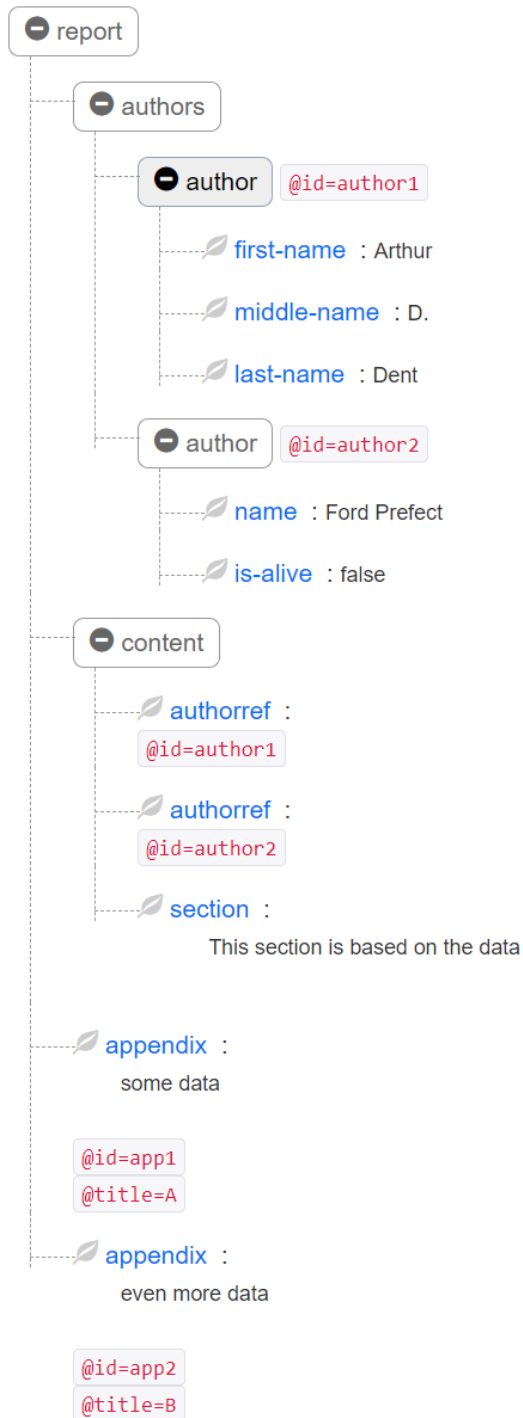 report
authors
author @id=author1
first-name : Arthur
middle-name : D.
last-name : Dent
author @id=author2
name : Ford Prefect
is-alive : false
content
authorref :
@id=author1
authorref :
@id=author2
section :
This section is based on the data
appendix :
some data
@id=app1
@title=A
appendix :
even more data
@id=app2
@title=B